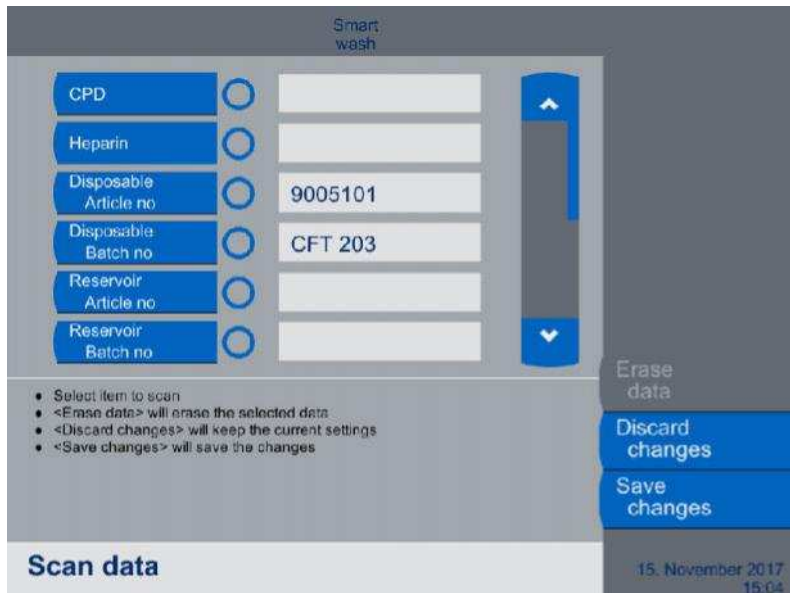 Smart
wash
CPD
Heparin
Disposable
Article no
9005101
Disposable
Batch no
CFT 203
Reservoir
Article no
Reservoir
Batch no
Erase
data
• Select item to scan
• <Erase data> will erase the selected data
• <Discard changes> will keep the current settings
• <Save changes> will save the changes
Discard
changes
Save
changes
Scan data
15. November 2017
15:04